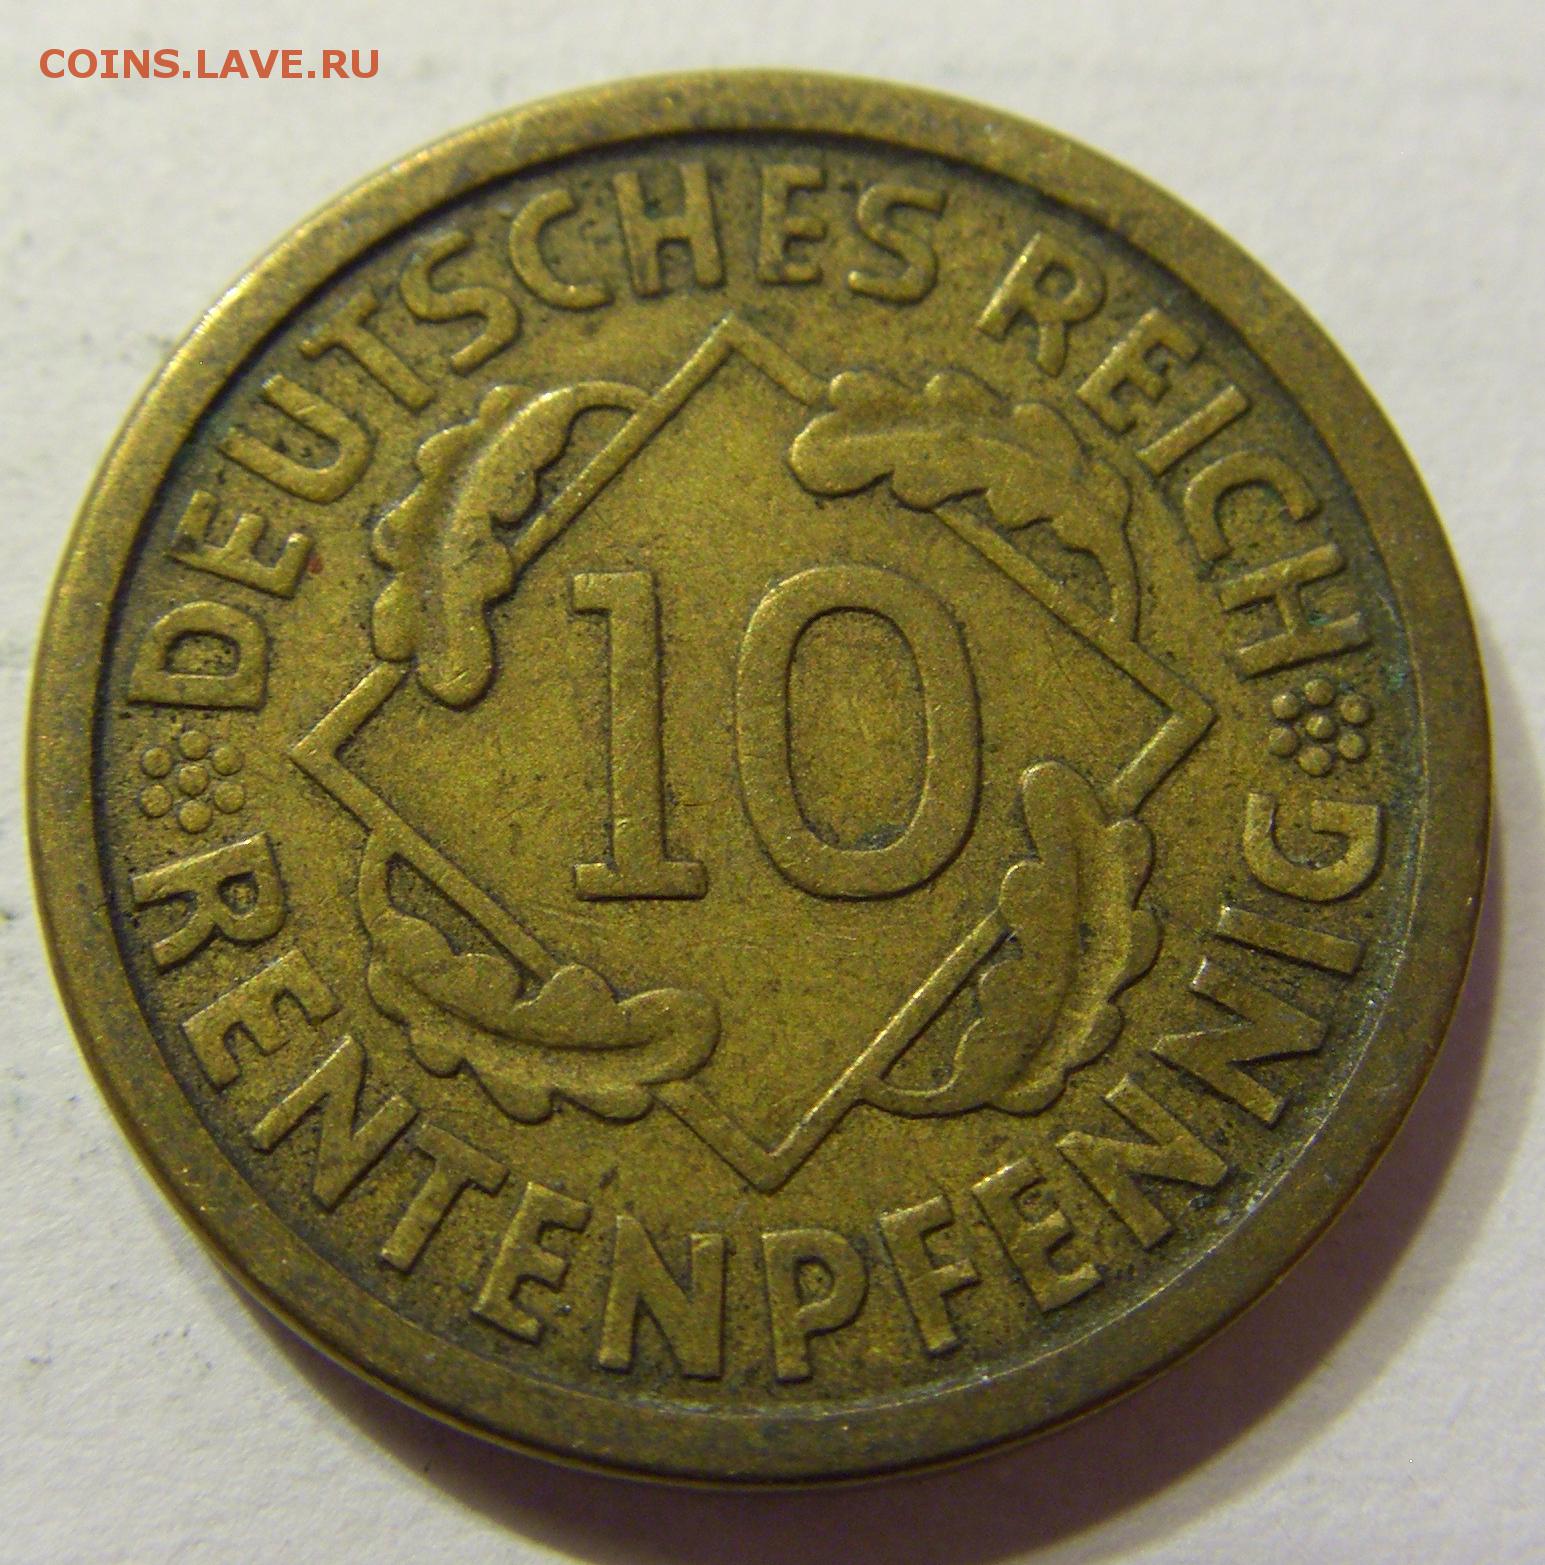 COINS.LAVE.RU
DEUTSCHES REICH
10
RENTENPFENNIG